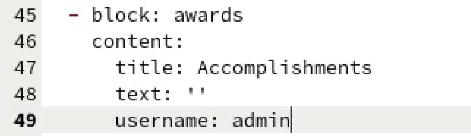 45 - block: awards
46 content:
47 title: Accomplishments
48 text: ''
49 username: admin